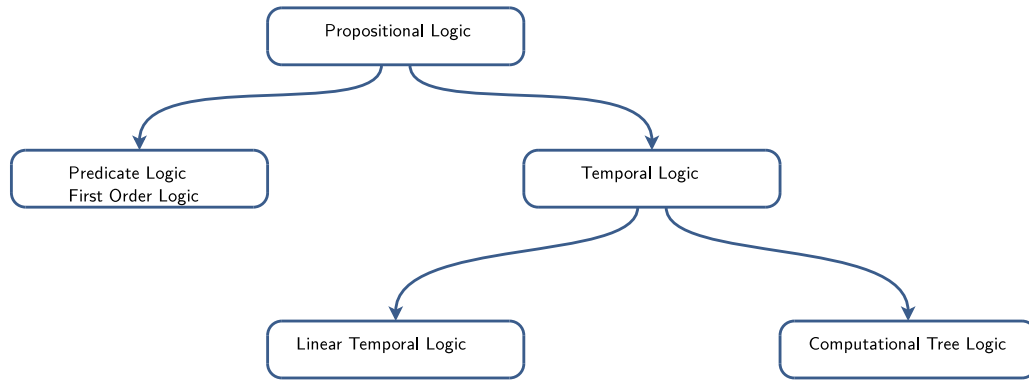 Propositional Logic
Predicate Logic
First Order Logic
Temporal Logic
Linear Temporal Logic
Computational Tree Logic